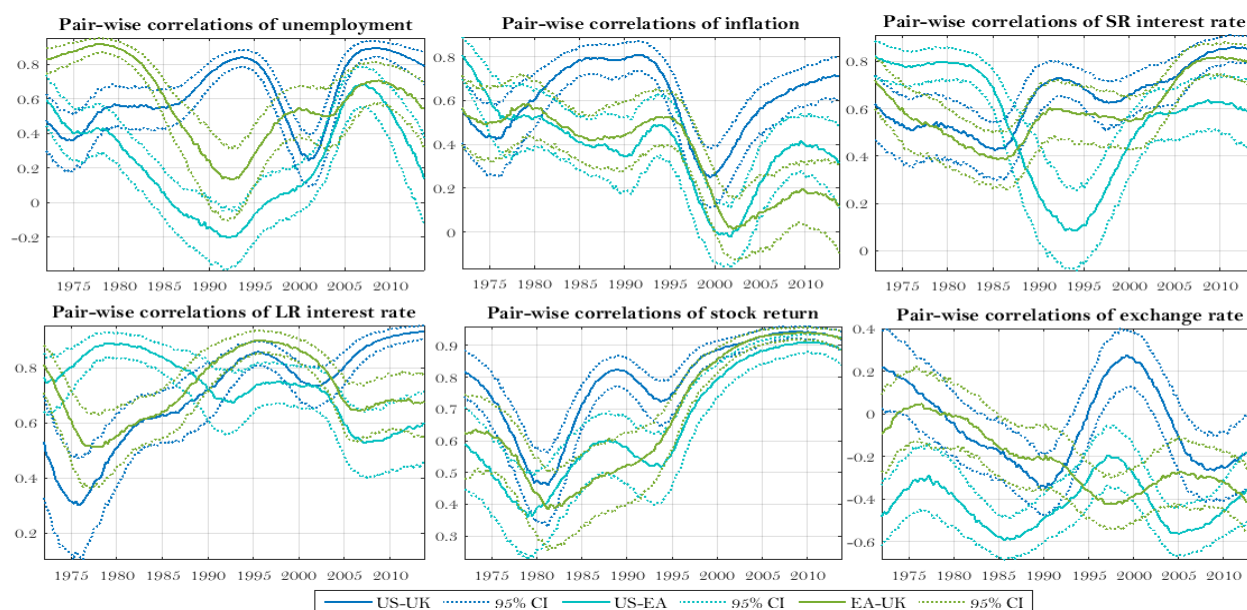 Pair-wise correlations of unemployment
0.8
0.6
0.4
0.2
0
-0.2
1975 1980 1985 1990 1995 2000 2005 2010
Pair-wise correlations of inflation
0.8
0.6
0.4
0.2
0
1975 1980 1985 1990 1995 2000 2005 2010
Pair-wise correlations of SR interest rate
0.8
0.6
0.4
0.2
0
1975 1980 1985 1990 1995 2000 2005 2010
Pair-wise correlations of LR interest rate
0.8
0.6
0.4
0.2
1975 1980 1985 1990 1995 2000 2005 2010
Pair-wise correlations of stock return
0.9
0.8
0.7
0.6
0.5
0.4
0.3
1975 1980 1985 1990 1995 2000 2005 2010
Pair-wise correlations of exchange rate
0.4
0.2
0
-0.2
-0.4
-0.6
1975 1980 1985 1990 1995 2000 2005 2010
US-UK 95% CI US-EA 95% CI EA-UK 95% CI